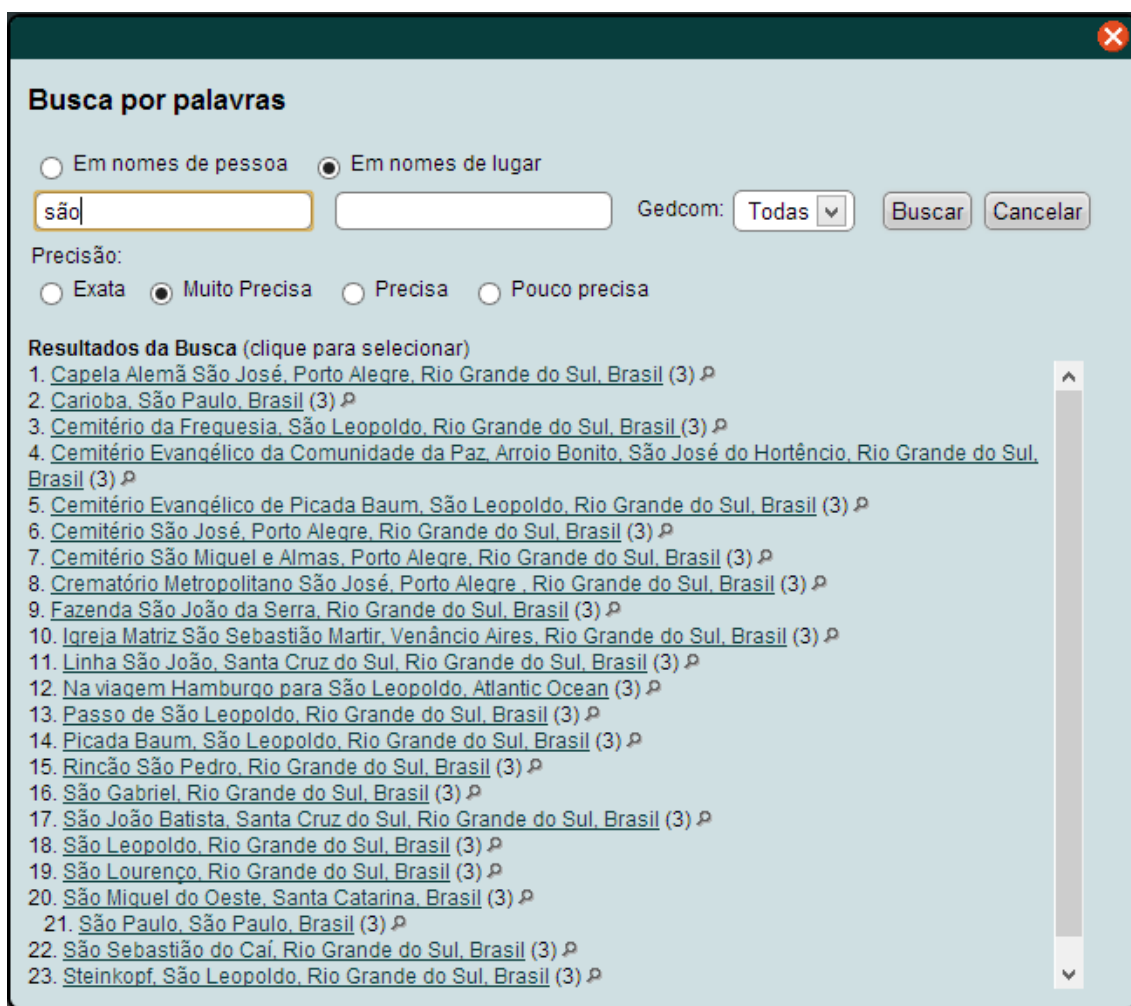 Busca por palavras
Em nomes de pessoa Em nomes de lugar
são Gedcom: Todas Buscar Cancelar
Precisão:
Exata Muito Precisa Precisa Pouco precisa
Resultados da Busca (clique para selecionar)
1. Capela Alemã São José, Porto Alegre, Rio Grande do Sul, Brasil (3)
2. Carioba, São Paulo, Brasil (3)
3. Cemitério da Freguesia, São Leopoldo, Rio Grande do Sul, Brasil (3)
4. Cemitério Evangélico da Comunidade da Paz, Arroio Bonito, São José do Hortêncio, Rio Grande do Sul,
Brasil (3)
5. Cemitério Evangélico de Picada Baum, São Leopoldo, Rio Grande do Sul, Brasil (3)
6. Cemitério São José, Porto Alegre, Rio Grande do Sul, Brasil (3)
7. Cemitério São Miguel e Almas, Porto Alegre, Rio Grande do Sul, Brasil (3)
8. Crematório Metropolitano São José, Porto Alegre , Rio Grande do Sul, Brasil (3)
9. Fazenda São João da Serra, Rio Grande do Sul, Brasil (3)
10. Igreja Matriz São Sebastião Martir, Venâncio Aires, Rio Grande do Sul, Brasil (3)
11. Linha São João, Santa Cruz do Sul, Rio Grande do Sul, Brasil (3)
12. Na viagem Hamburgo para São Leopoldo, Atlantic Ocean (3)
13. Passo de São Leopoldo, Rio Grande do Sul, Brasil (3)
14. Picada Baum, São Leopoldo, Rio Grande do Sul, Brasil (3)
15. Rincão São Pedro, Rio Grande do Sul, Brasil (3)
16. São Gabriel, Rio Grande do Sul, Brasil (3)
17. São João Batista, Santa Cruz do Sul, Rio Grande do Sul, Brasil (3)
18. São Leopoldo, Rio Grande do Sul, Brasil (3)
19. São Lourenço, Rio Grande do Sul, Brasil (3)
20. São Miguel do Oeste, Santa Catarina, Brasil (3)
21. São Paulo, São Paulo, Brasil (3)
22. São Sebastião do Caí, Rio Grande do Sul, Brasil (3)
23. Steinkopf, São Leopoldo, Rio Grande do Sul, Brasil (3)